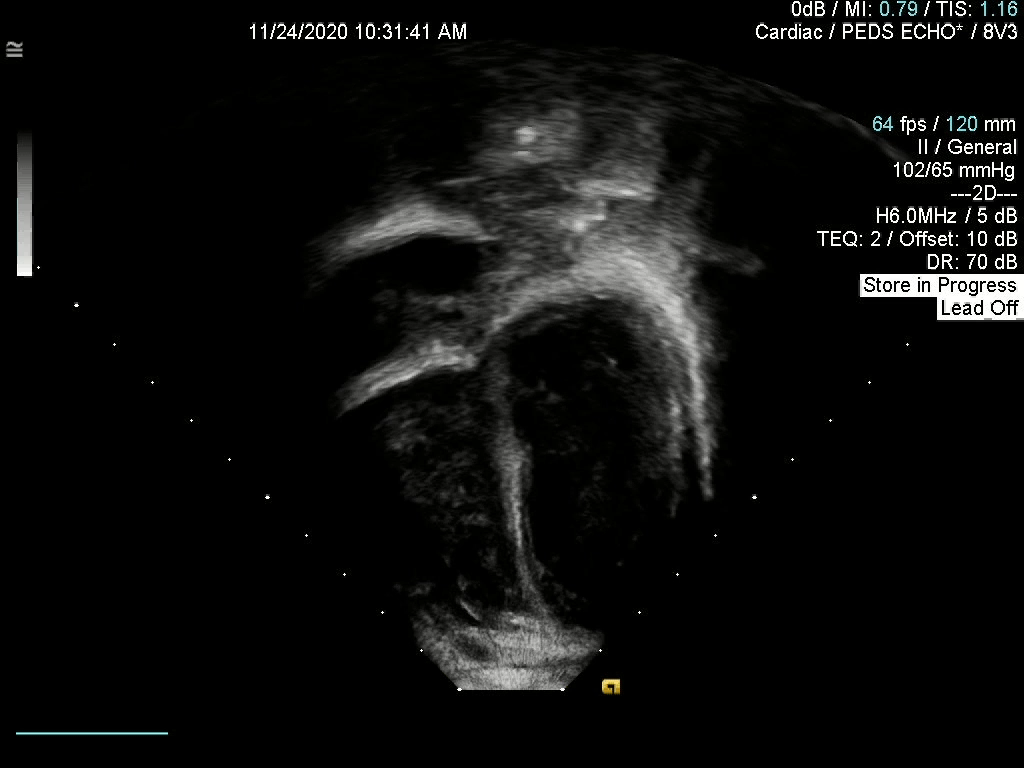 0dB / MI: 0.79 / TIS: 1.16
11/24/2020 10:31:41 AM
Cardiac / PEDS ECHO* / 8V3
64 fps / 120 mm
II / General
102/65 mmHg
---2D---
H6.0MHz / 5 dB
TEQ: 2 / Offset: 10 dB
DR: 70 dB
Store in Progress
Lead Off